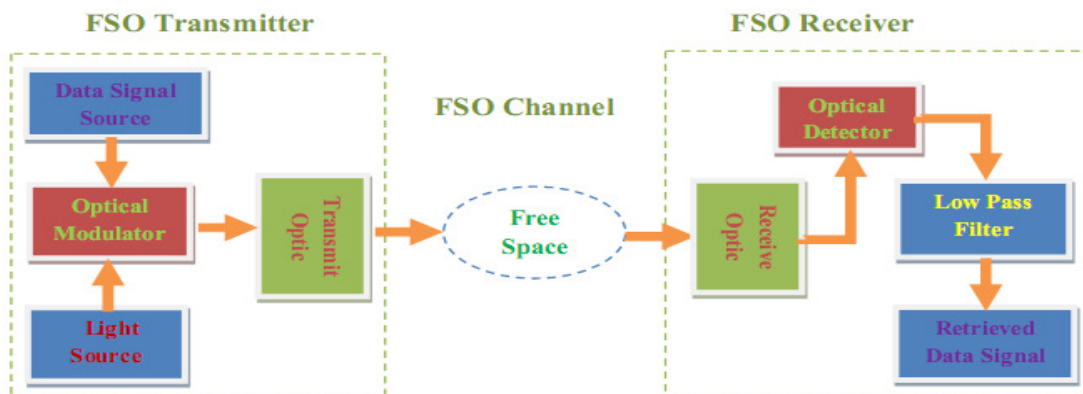 FSO Transmitter
Data Signal
Source
Optical
Modulator
Light
Source
Transmit
Optic
FSO Channel
Free
Space
FSO Receiver
Receive
Optic
Optical
Detector
Low Pass
Filter
Retrieved
Data Signal